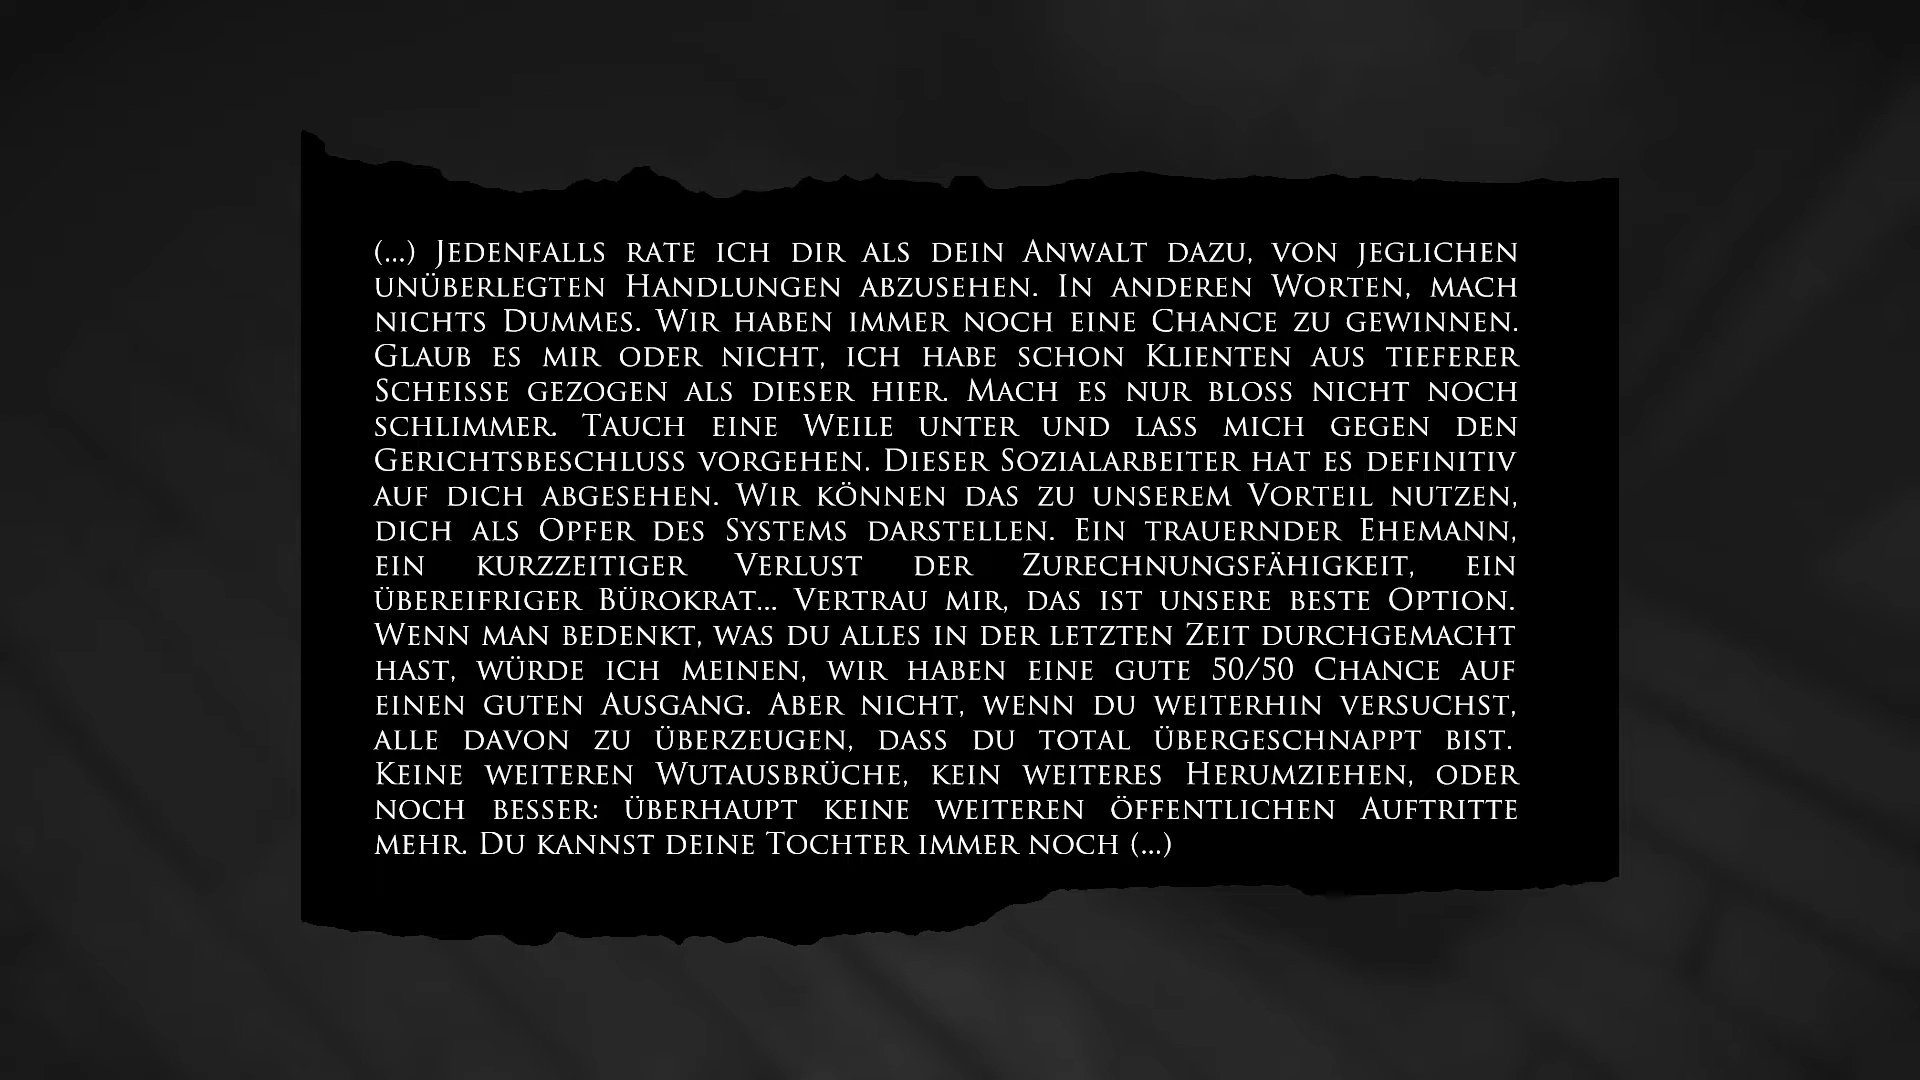 (...) Jedenfalls rate ich dir als dein Anwalt dazu, von jeglichen
unüberlegten Handlungen abzusehen. In anderen Worten, mach
nichts Dummes. Wir haben immer noch eine Chance zu gewinnen.
Glaub es mir oder nicht, ich habe schon Klienten aus tieferer
Scheisse gezogen als dieser hier. Mach es nur bloss nicht noch
schlimmer. Tauch eine Weile unter und lass mich gegen den
Gerichtsbeschluss vorgehen. Dieser Sozialarbeiter hat es definitiv
auf dich abgesehen. Wir können das zu unserem Vorteil nutzen,
dich als Opfer des Systems darstellen. Ein trauernder Ehemann,
ein kurzzeitiger Verlust der Zurechnungsfähigkeit, ein
übereifriger Bürokrat... Vertrau mir, das ist unsere beste Option.
Wenn man bedenkt, was du alles in der letzten Zeit durchgemacht
hast, würde ich meinen, wir haben eine gute 50/50 Chance auf
einen guten Ausgang. Aber nicht, wenn du weiterhin versuchst,
alle davon zu überzeugen, dass du total übergeschnappt bist.
Keine weiteren Wutausbrüche, kein weiteres Herumziehen, oder
noch besser: überhaupt keine weiteren öffentlichen Auftritte
mehr. Du kannst deine Tochter immer noch (...)